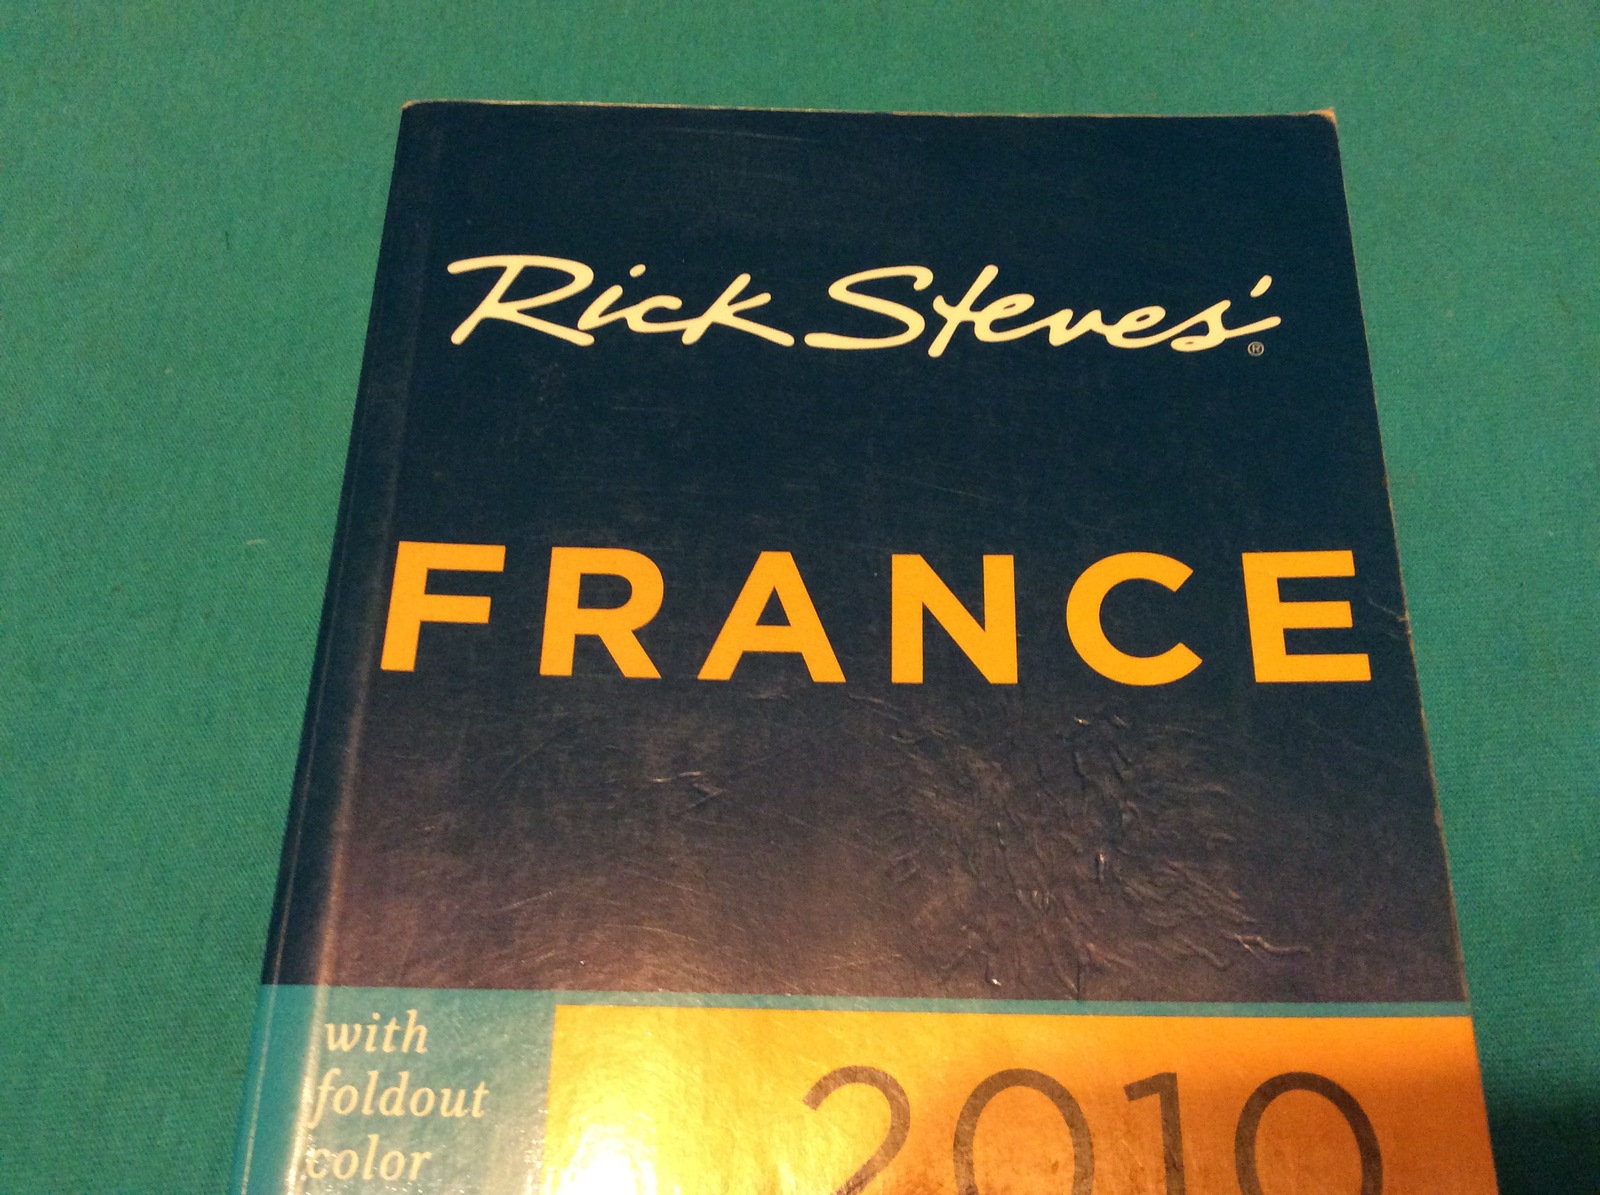 Rick Steves'®
FRANCE
with
foldout
color
2010